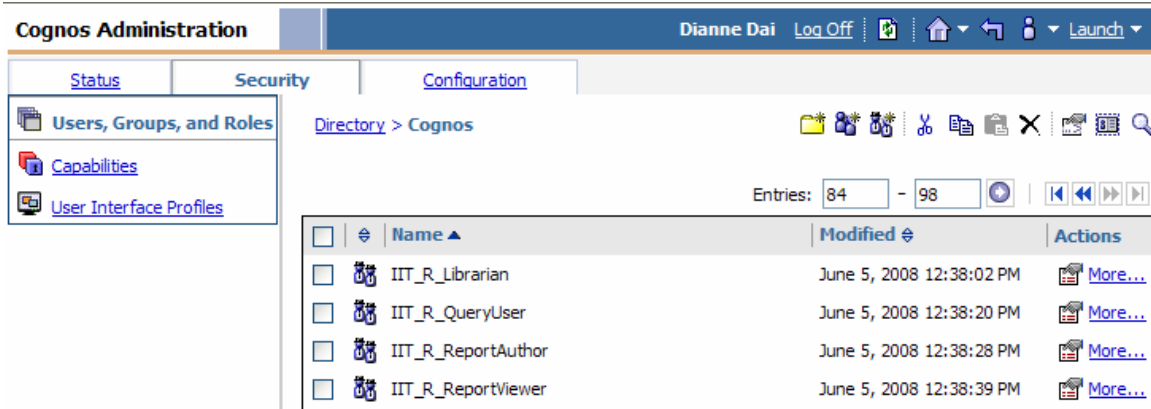 Cognos Administration Dianne Dai Log Off Launch
Status Security Configuration
Users, Groups, and Roles
Capabilities
User Interface Profiles
Directory > Cognos
Entries: 84 - 98
Name Modified Actions
IIT_R_Librarian June 5, 2008 12:38:02 PM More...
IIT_R_QueryUser June 5, 2008 12:38:20 PM More...
IIT_R_ReportAuthor June 5, 2008 12:38:28 PM More...
IIT_R_ReportViewer June 5, 2008 12:38:39 PM More...